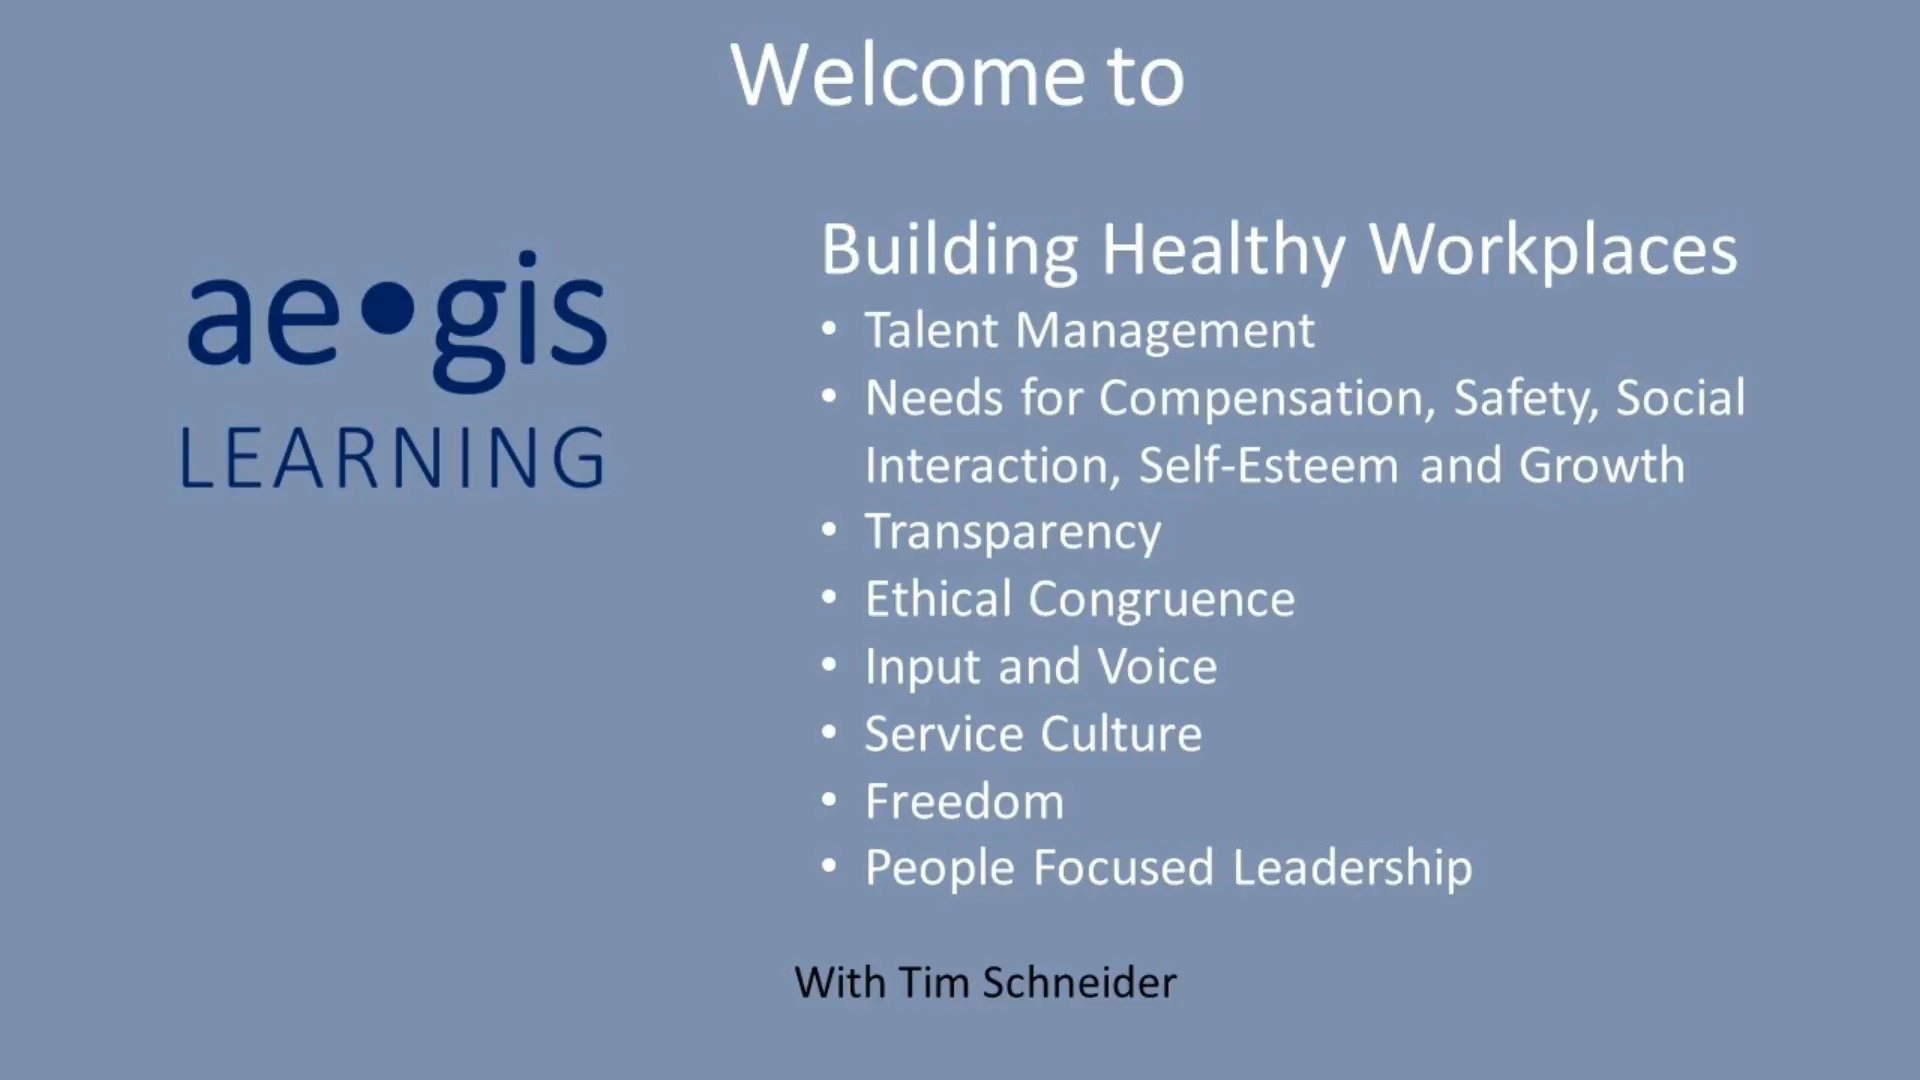 Welcome to
ae•gis
LEARNING
Building Healthy Workplaces
• Talent Management
• Needs for Compensation, Safety, Social
Interaction, Self-Esteem and Growth
• Transparency
• Ethical Congruence
• Input and Voice
• Service Culture
• Freedom
• People Focused Leadership
With Tim Schneider